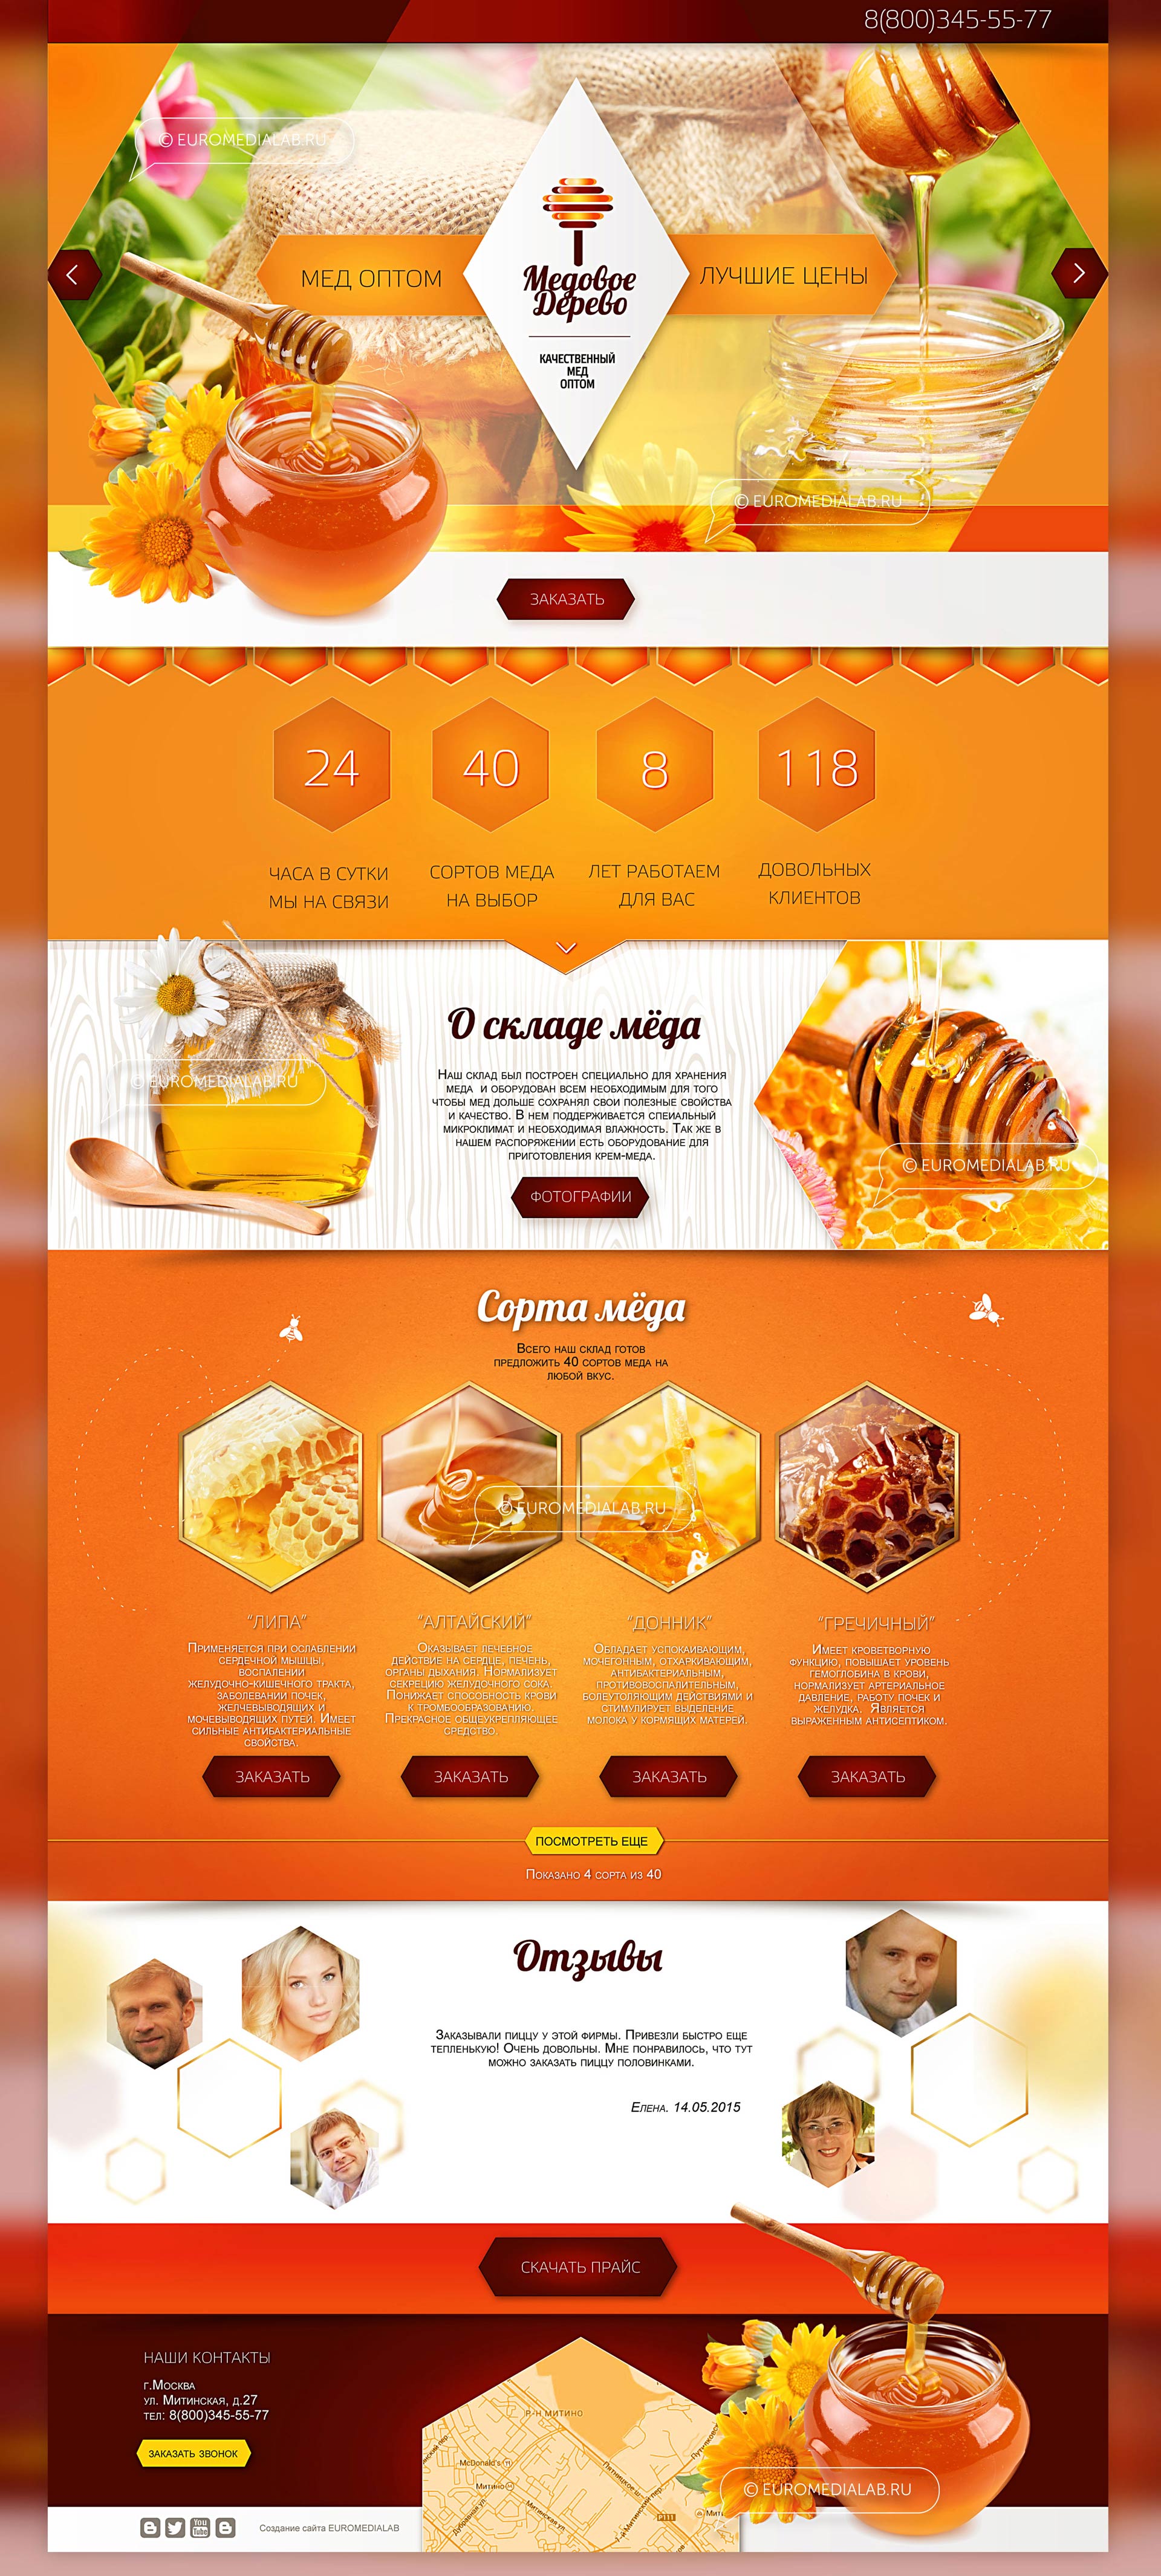 8(800)345-55-77
© EUROMEDIALAB.RU
МЕД ОПТОМ
Медовое
Дерево
КАЧЕСТВЕННЫЙ
МЕД
ОПТОМ
ЛУЧШИЕ ЦЕНЫ
© EUROMEDIALAB.RU
ЗАКАЗАТЬ
24
ЧАСА В СУТКИ
МЫ НА СВЯЗИ
40
СОРТОВ МЕДА
НА ВЫБОР
8
ЛЕТ РАБОТАЕМ
ДЛЯ ВАС
118
ДОВОЛЬНЫХ
КЛИЕНТОВ
О складе мёда
© EUROMEDIALAB.RU
Наш склад был построен специально для хранения
меда и оборудован всем необходимым для того
чтобы мед дольше сохранял свои полезные свойства
и качество. В нем поддерживается спеиальный
микроклимат и необходимая влажность. Так же в
нашем распоряжении есть оборудование для
приготовления крем-меда.
© EUROMEDIALAB.RU
ФОТОГРАФИИ
Сорта мёда
Всего наш склад готов
предложить 40 сортов меда на
любой вкус.
© EUROMEDIALAB.RU
"ЛИПА"
Применяется при ослаблении
сердечной мышцы,
воспалении
желудочно-кишечного тракта,
заболевании почек,
желчевыводящих и
мочевыводящих путей. Имеет
сильные антибактериальные
свойства.
ЗАКАЗАТЬ
"АЛТАЙСКИЙ"
Оказывает лечебное
действие на сердце, печень,
органы дыхания. Нормализует
секрецию желудочного сока.
Понижает способность крови
к тромбообразованию.
Прекрасное общеукрепляющее
средство.
ЗАКАЗАТЬ
"ДОННИК"
Обладает успокаивающим,
мочегонным, отхаркивающим,
антибактериальным,
противовоспалительным,
болеутоляющим действиями и
стимулирует выделение
молока у кормящих матерей.
ЗАКАЗАТЬ
"ГРЕЧИЧНЫЙ"
Имеет кроветворную
функцию, повышает уровень
гемоглобина в крови,
нормализует артериальное
давление, работу почек и
желудка. Является
выраженным антисептиком.
ЗАКАЗАТЬ
ПОСМОТРЕТЬ ЕЩЕ
Показано 4 сорта из 40
Отзывы
Заказывали пиццу у этой фирмы. Привезли быстро еще
тепленькую! Очень довольны. Мне понравилось, что тут
можно заказать пиццу половинками.
Елена. 14.05.2015
СКАЧАТЬ ПРАЙС
НАШИ КОНТАКТЫ
г.Москва
ул. Митинская, д.27
тел: 8(800)345-55-77
ЗАКАЗАТЬ ЗВОНОК
Р-Н МИТИНО
McDonald's
Митино
Дубравная ул.
Митинская ул.
© EUROMEDIALAB.RU
You
Tube
Создание сайта EUROMEDIALAB